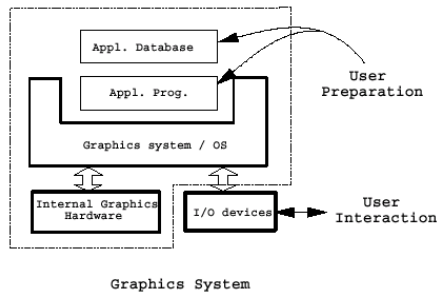 Appl. Database
Appl. Prog.
User
Preparation
Graphics system / OS
Internal Graphics
Hardware
I/O devices
User
Interaction
Graphics System